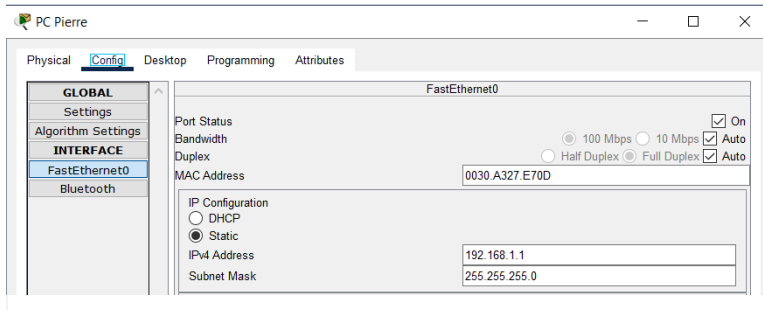 PC Pierre
Physical Config Desktop Programming Attributes
GLOBAL
Settings
Algorithm Settings
INTERFACE
FastEthernet0
Bluetooth
FastEthernet0
Port Status On
Bandwidth 100 Mbps 10 Mbps Auto
Duplex Half Duplex Full Duplex Auto
MAC Address 0030.A327.E70D
IP Configuration
DHCP
Static
IPv4 Address 192.168.1.1
Subnet Mask 255.255.255.0